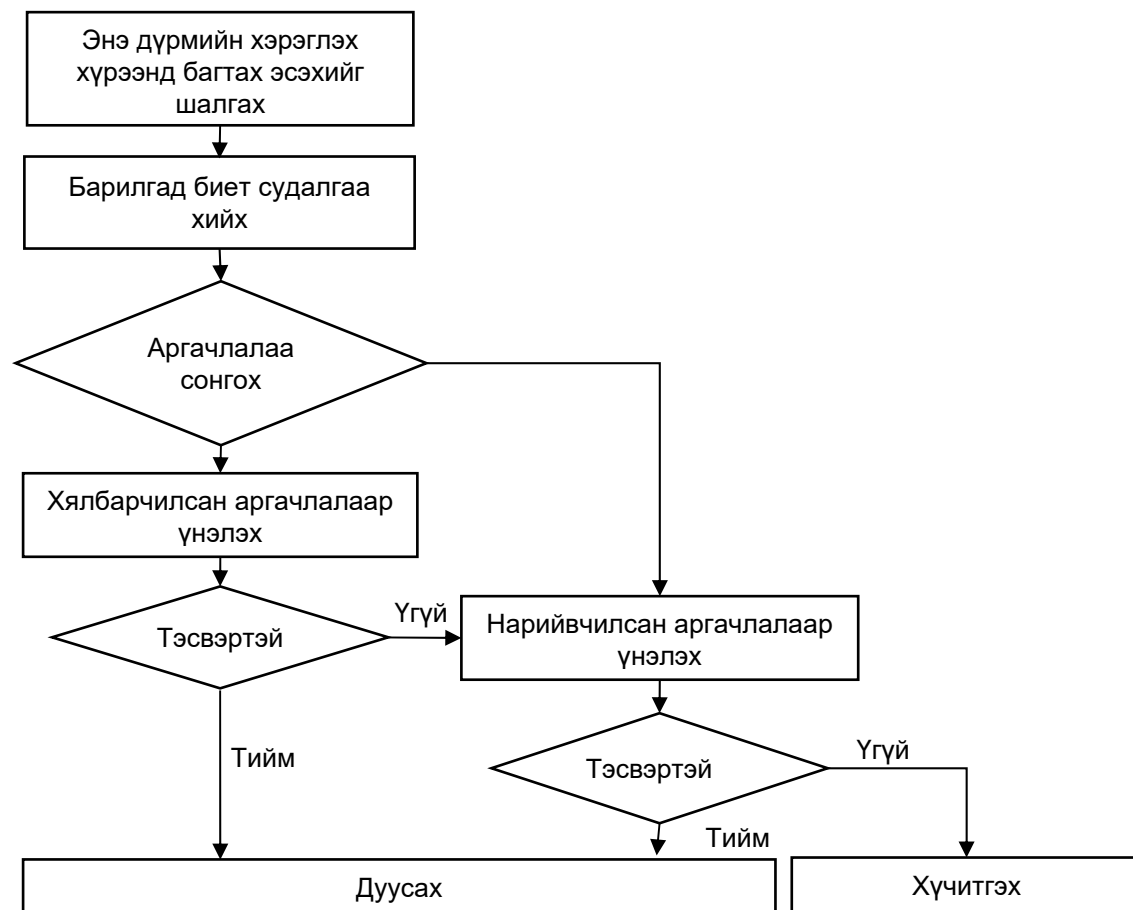 Энэ дүрмийн хэрэглэх
хүрээнд багтах эсэхийг
шалгах
Барилгад биет судалгаа
хийх
Аргачлалаа
сонгох
Хялбарчилсан аргачлалаар
үнэлэх
Тэсвэртэй
Үгүй
Нарийвчилсан аргачлалаар
үнэлэх
Тийм
Тэсвэртэй
Үгүй
Тийм
Дуусах
Хүчитгэх